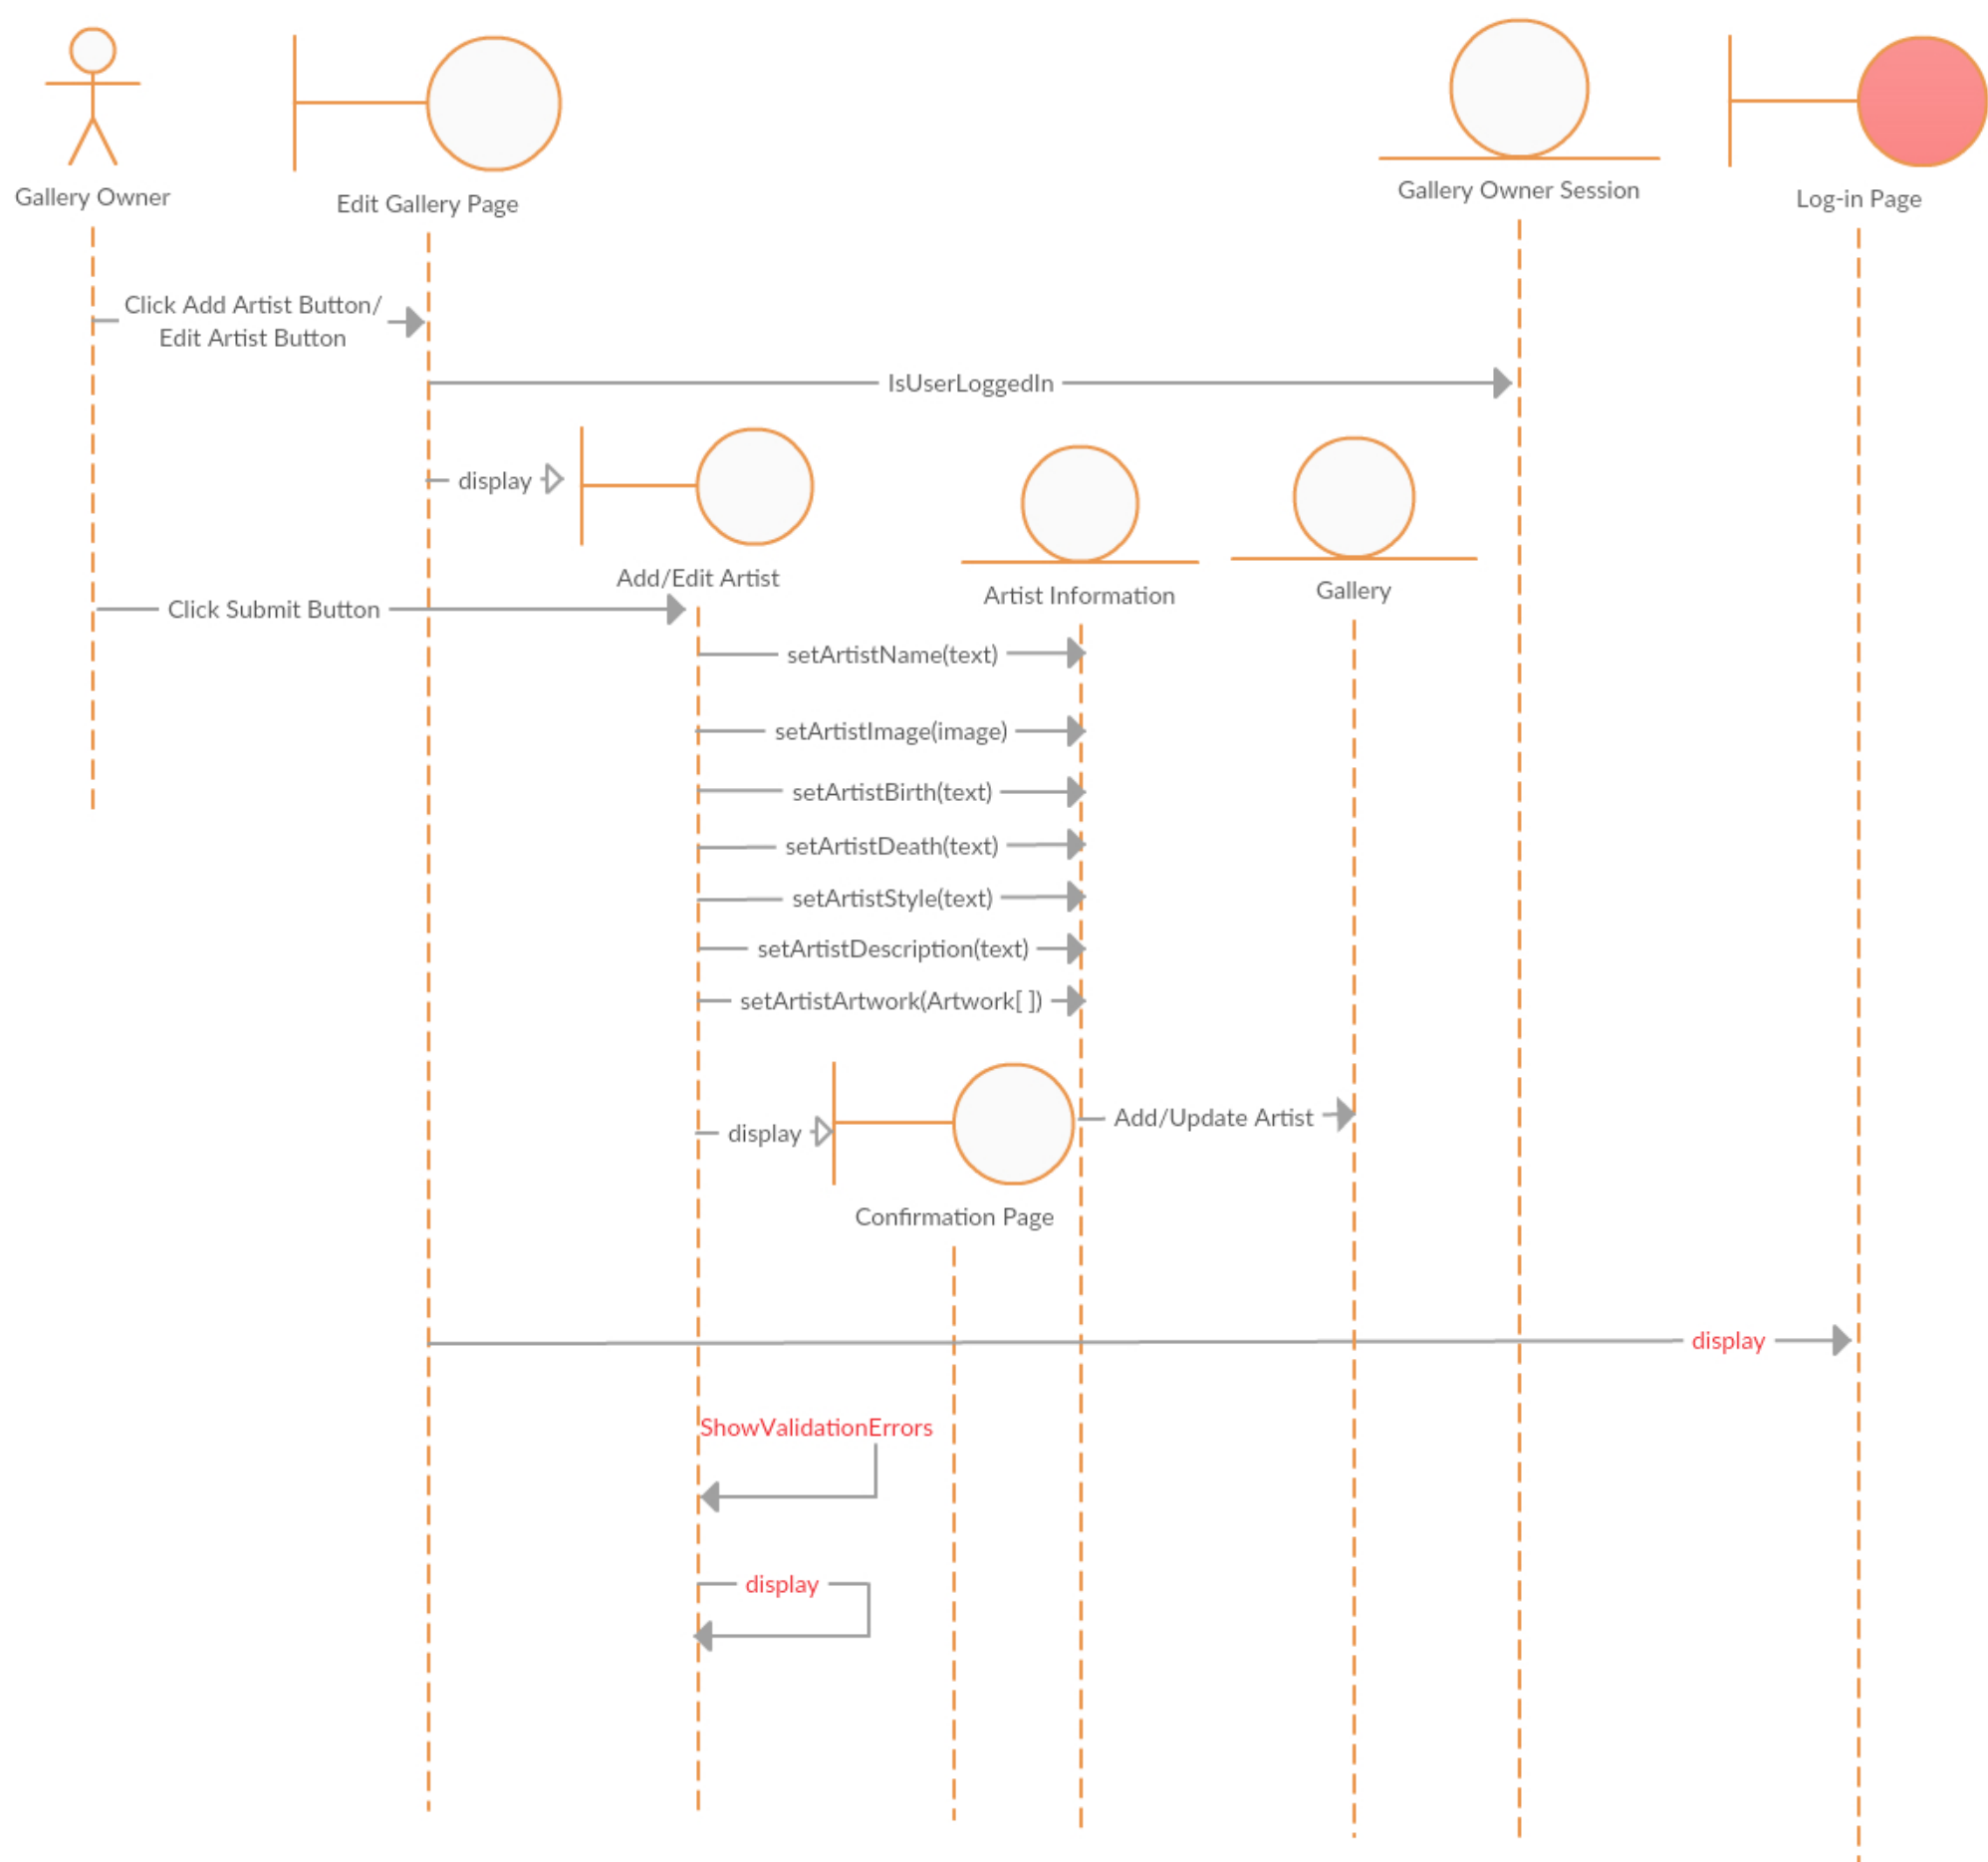 Gallery Owner
Edit Gallery Page
Gallery Owner Session
Log-in Page
Click Add Artist Button/
Edit Artist Button
IsUserLoggedIn
display
Add/Edit Artist
Artist Information
Gallery
Click Submit Button
setArtistName(text)
setArtistImage(image)
setArtistBirth(text)
setArtistDeath(text)
setArtistStyle(text)
setArtistDescription(text)
setArtistArtwork(Artwork[ ])
display
Add/Update Artist
Confirmation Page
display
ShowValidationErrors
display